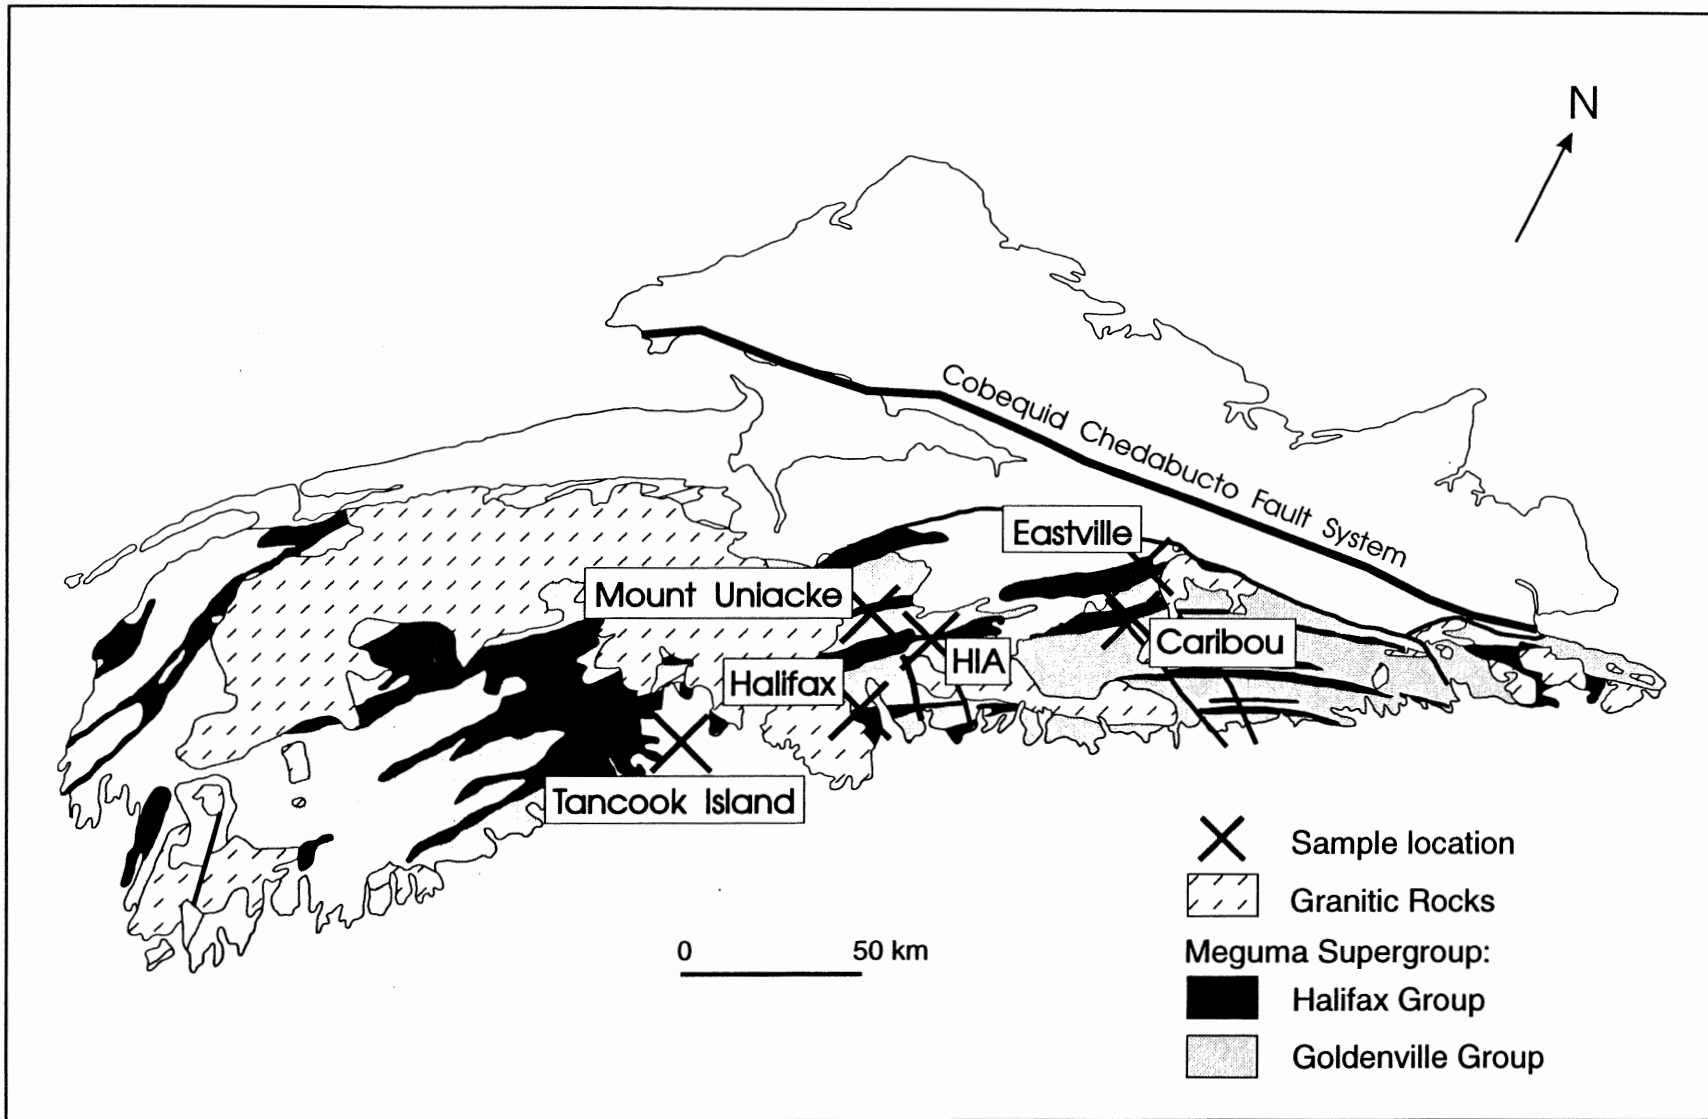 N
Cobequid Chedabucto Fault System
Eastville
Mount Uniacke
Caribou
HIA
Halifax
Tancook Island
Sample location
Granitic Rocks
0 50 km
Meguma Supergroup:
Halifax Group
Goldenville Group